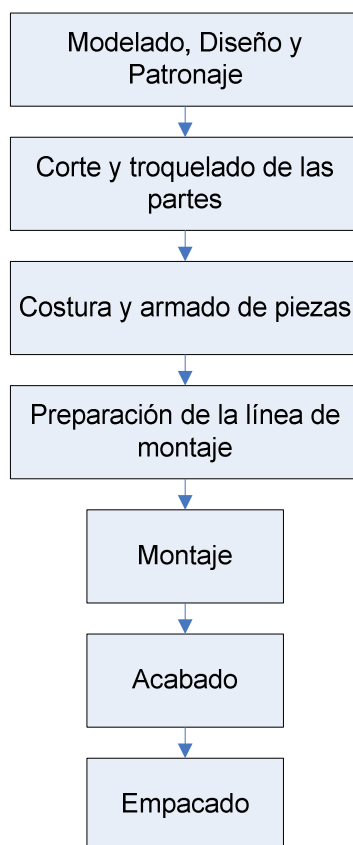 Modelado, Diseño y
Patronaje
Corte y troquelado de las
partes
Costura y armado de piezas
Preparación de la línea de
montaje
Montaje
Acabado
Empacado